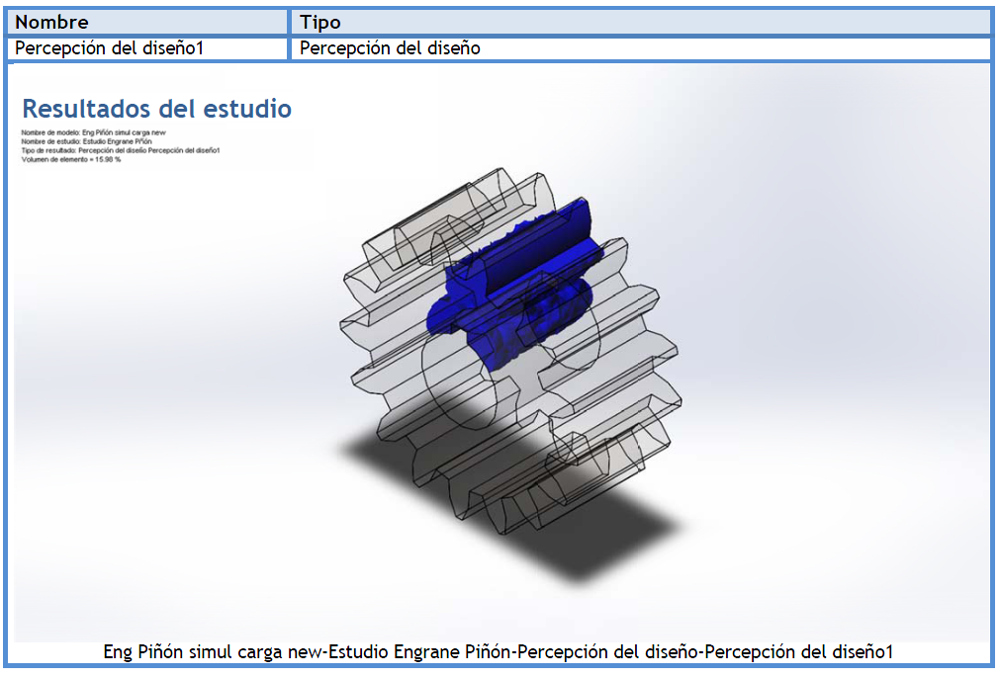 Nombre Tipo
Percepción del diseño1 Percepción del diseño
Resultados del estudio
Nombre de modelo: Eng Piñón simul carga new
Nombre de estudio: Estudio Engrane Piñón
Tipo de resultado: Percepción del diseño Percepción del diseño1
Volumen de elemento = 15.98 %
Eng Piñón simul carga new-Estudio Engrane Piñón-Percepción del diseño-Percepción del diseño1